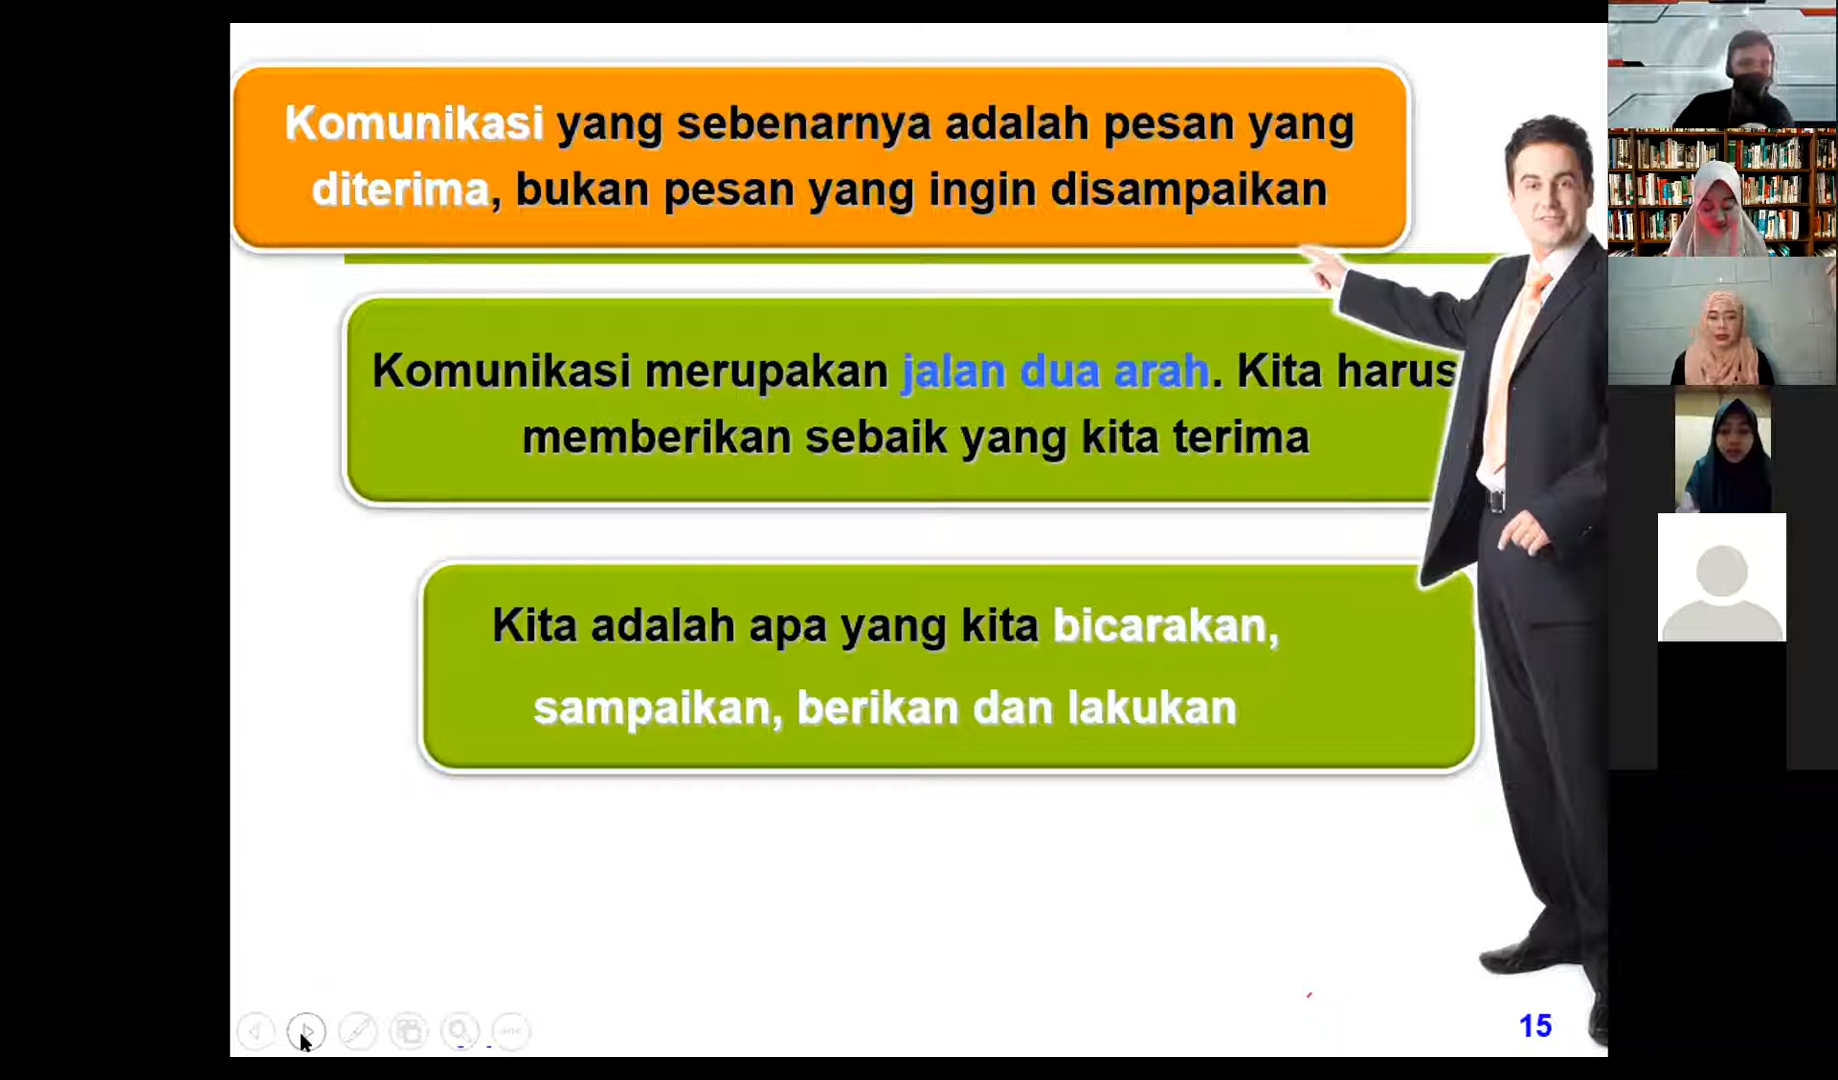 Komunikasi yang sebenarnya adalah pesan yang
diterima, bukan pesan yang ingin disampaikan
Komunikasi merupakan jalan dua arah. Kita harus
memberikan sebaik yang kita terima
Kita adalah apa yang kita bicarakan,
sampaikan, berikan dan lakukan
15